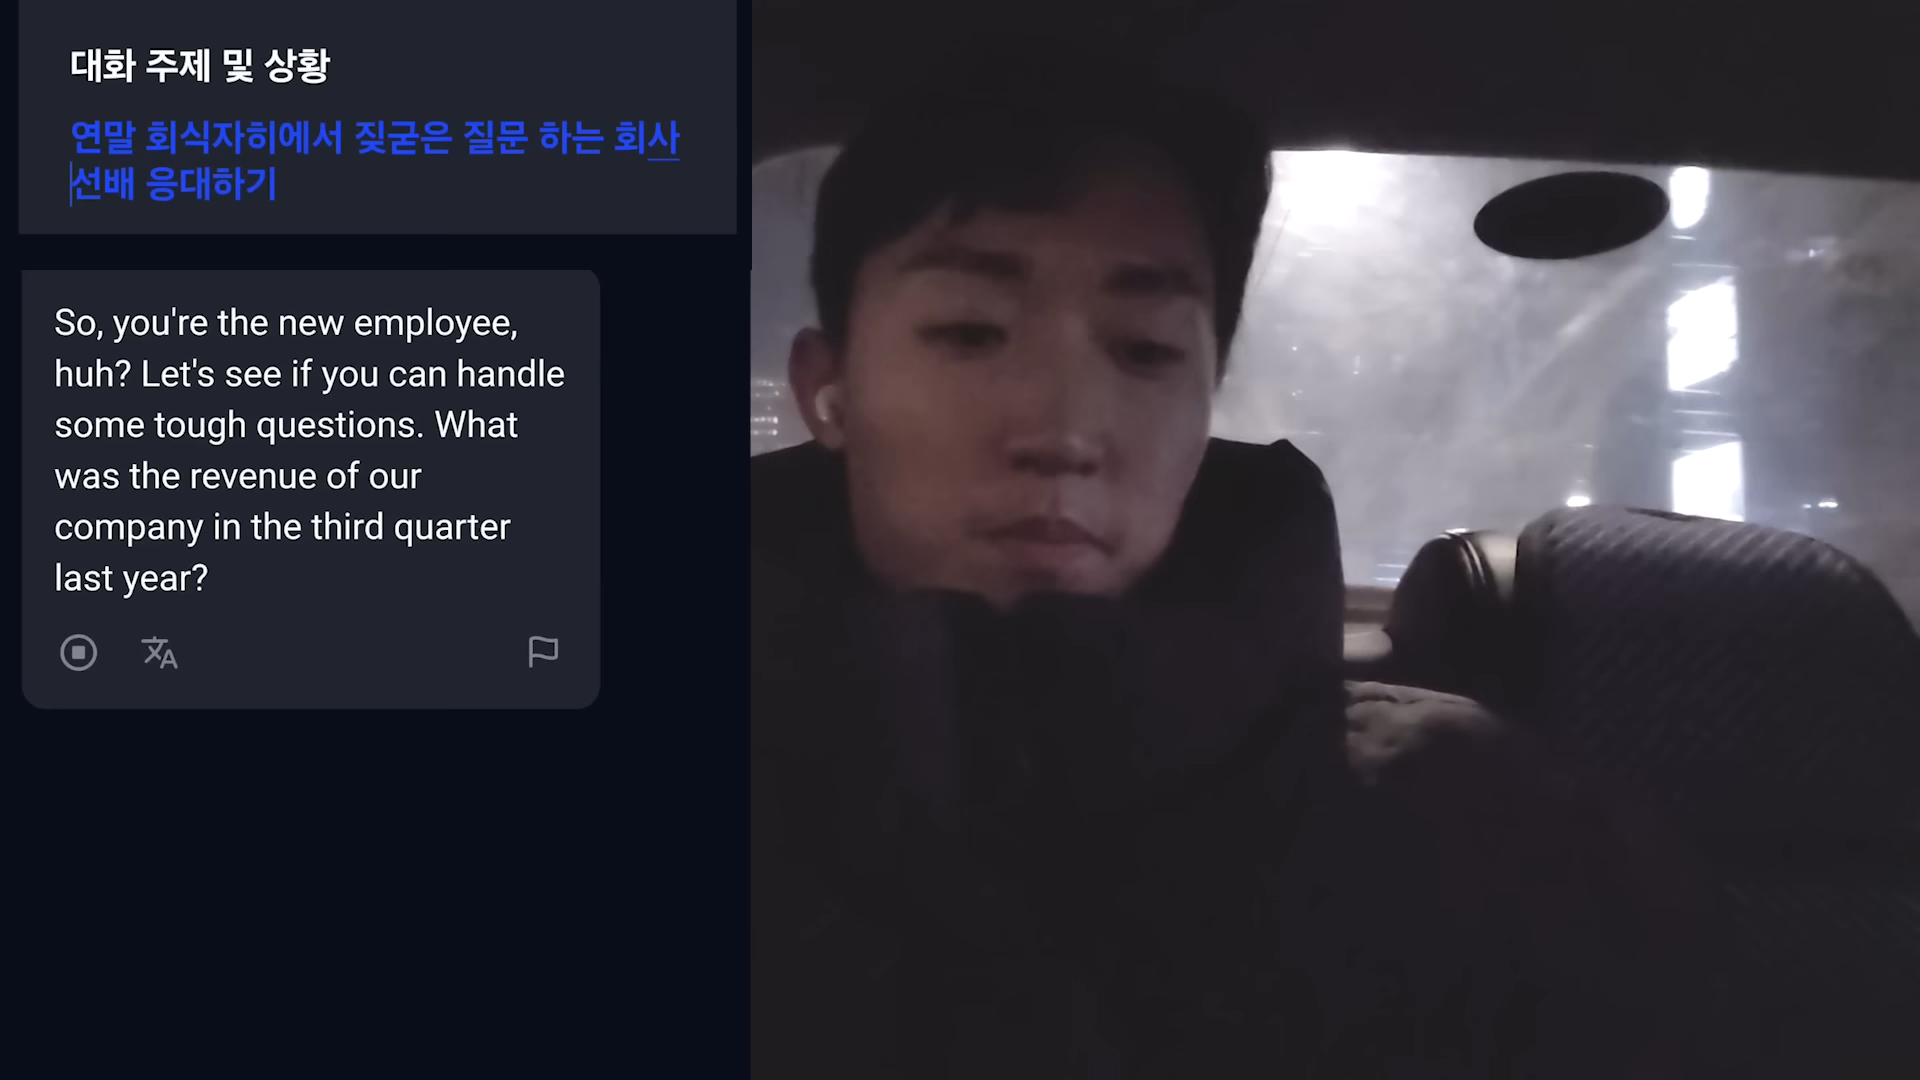 대화 주제 및 상황
연말 회식자히에서 짖굳은 질문 하는 회사
선배 응대하기
So, you're the new employee,
huh? Let's see if you can handle
some tough questions. What
was the revenue of our
company in the third quarter
last year?